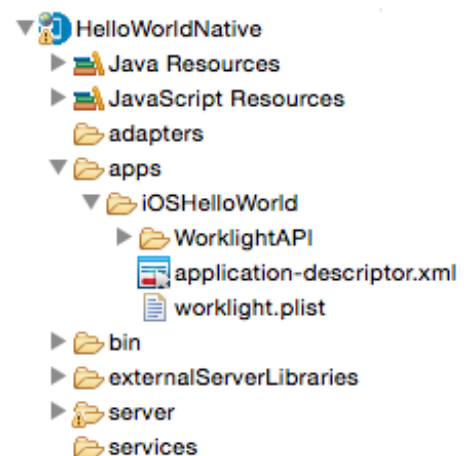 HelloWorldNative
Java Resources
JavaScript Resources
adapters
apps
iOSHelloWorld
WorklightAPI
application-descriptor.xml
worklight.plist
bin
externalServerLibraries
server
services